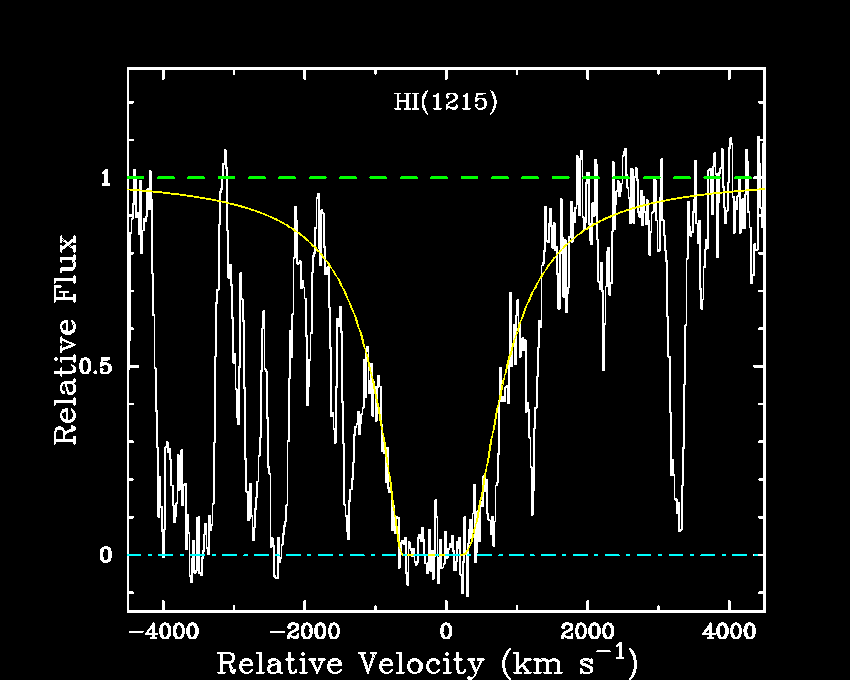 HI(1215)
1
0.5
0
Relative Flux
−4000 −2000 0 2000 4000
Relative Velocity (km s⁻¹)